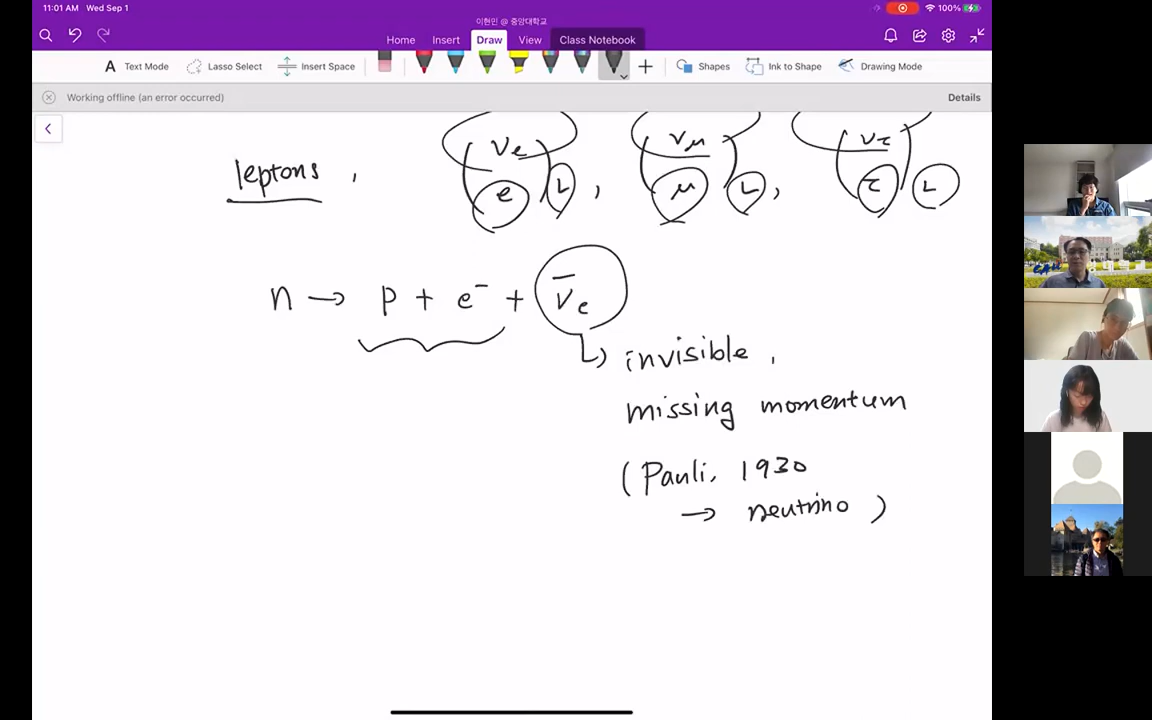 11:01 AM Wed Sep 1
100%
이현민 @ 중앙대학교
Home Insert Draw View Class Notebook
Text Mode Lasso Select Insert Space Shapes Ink to Shape Drawing Mode
Working offline (an error occurred) Details
leptons, (νe e)L, (νμ μ)L, (ντ τ)L
n → p + e⁻ + ν̄e
invisible,
missing momentum
(Pauli, 1930
→ neutrino)